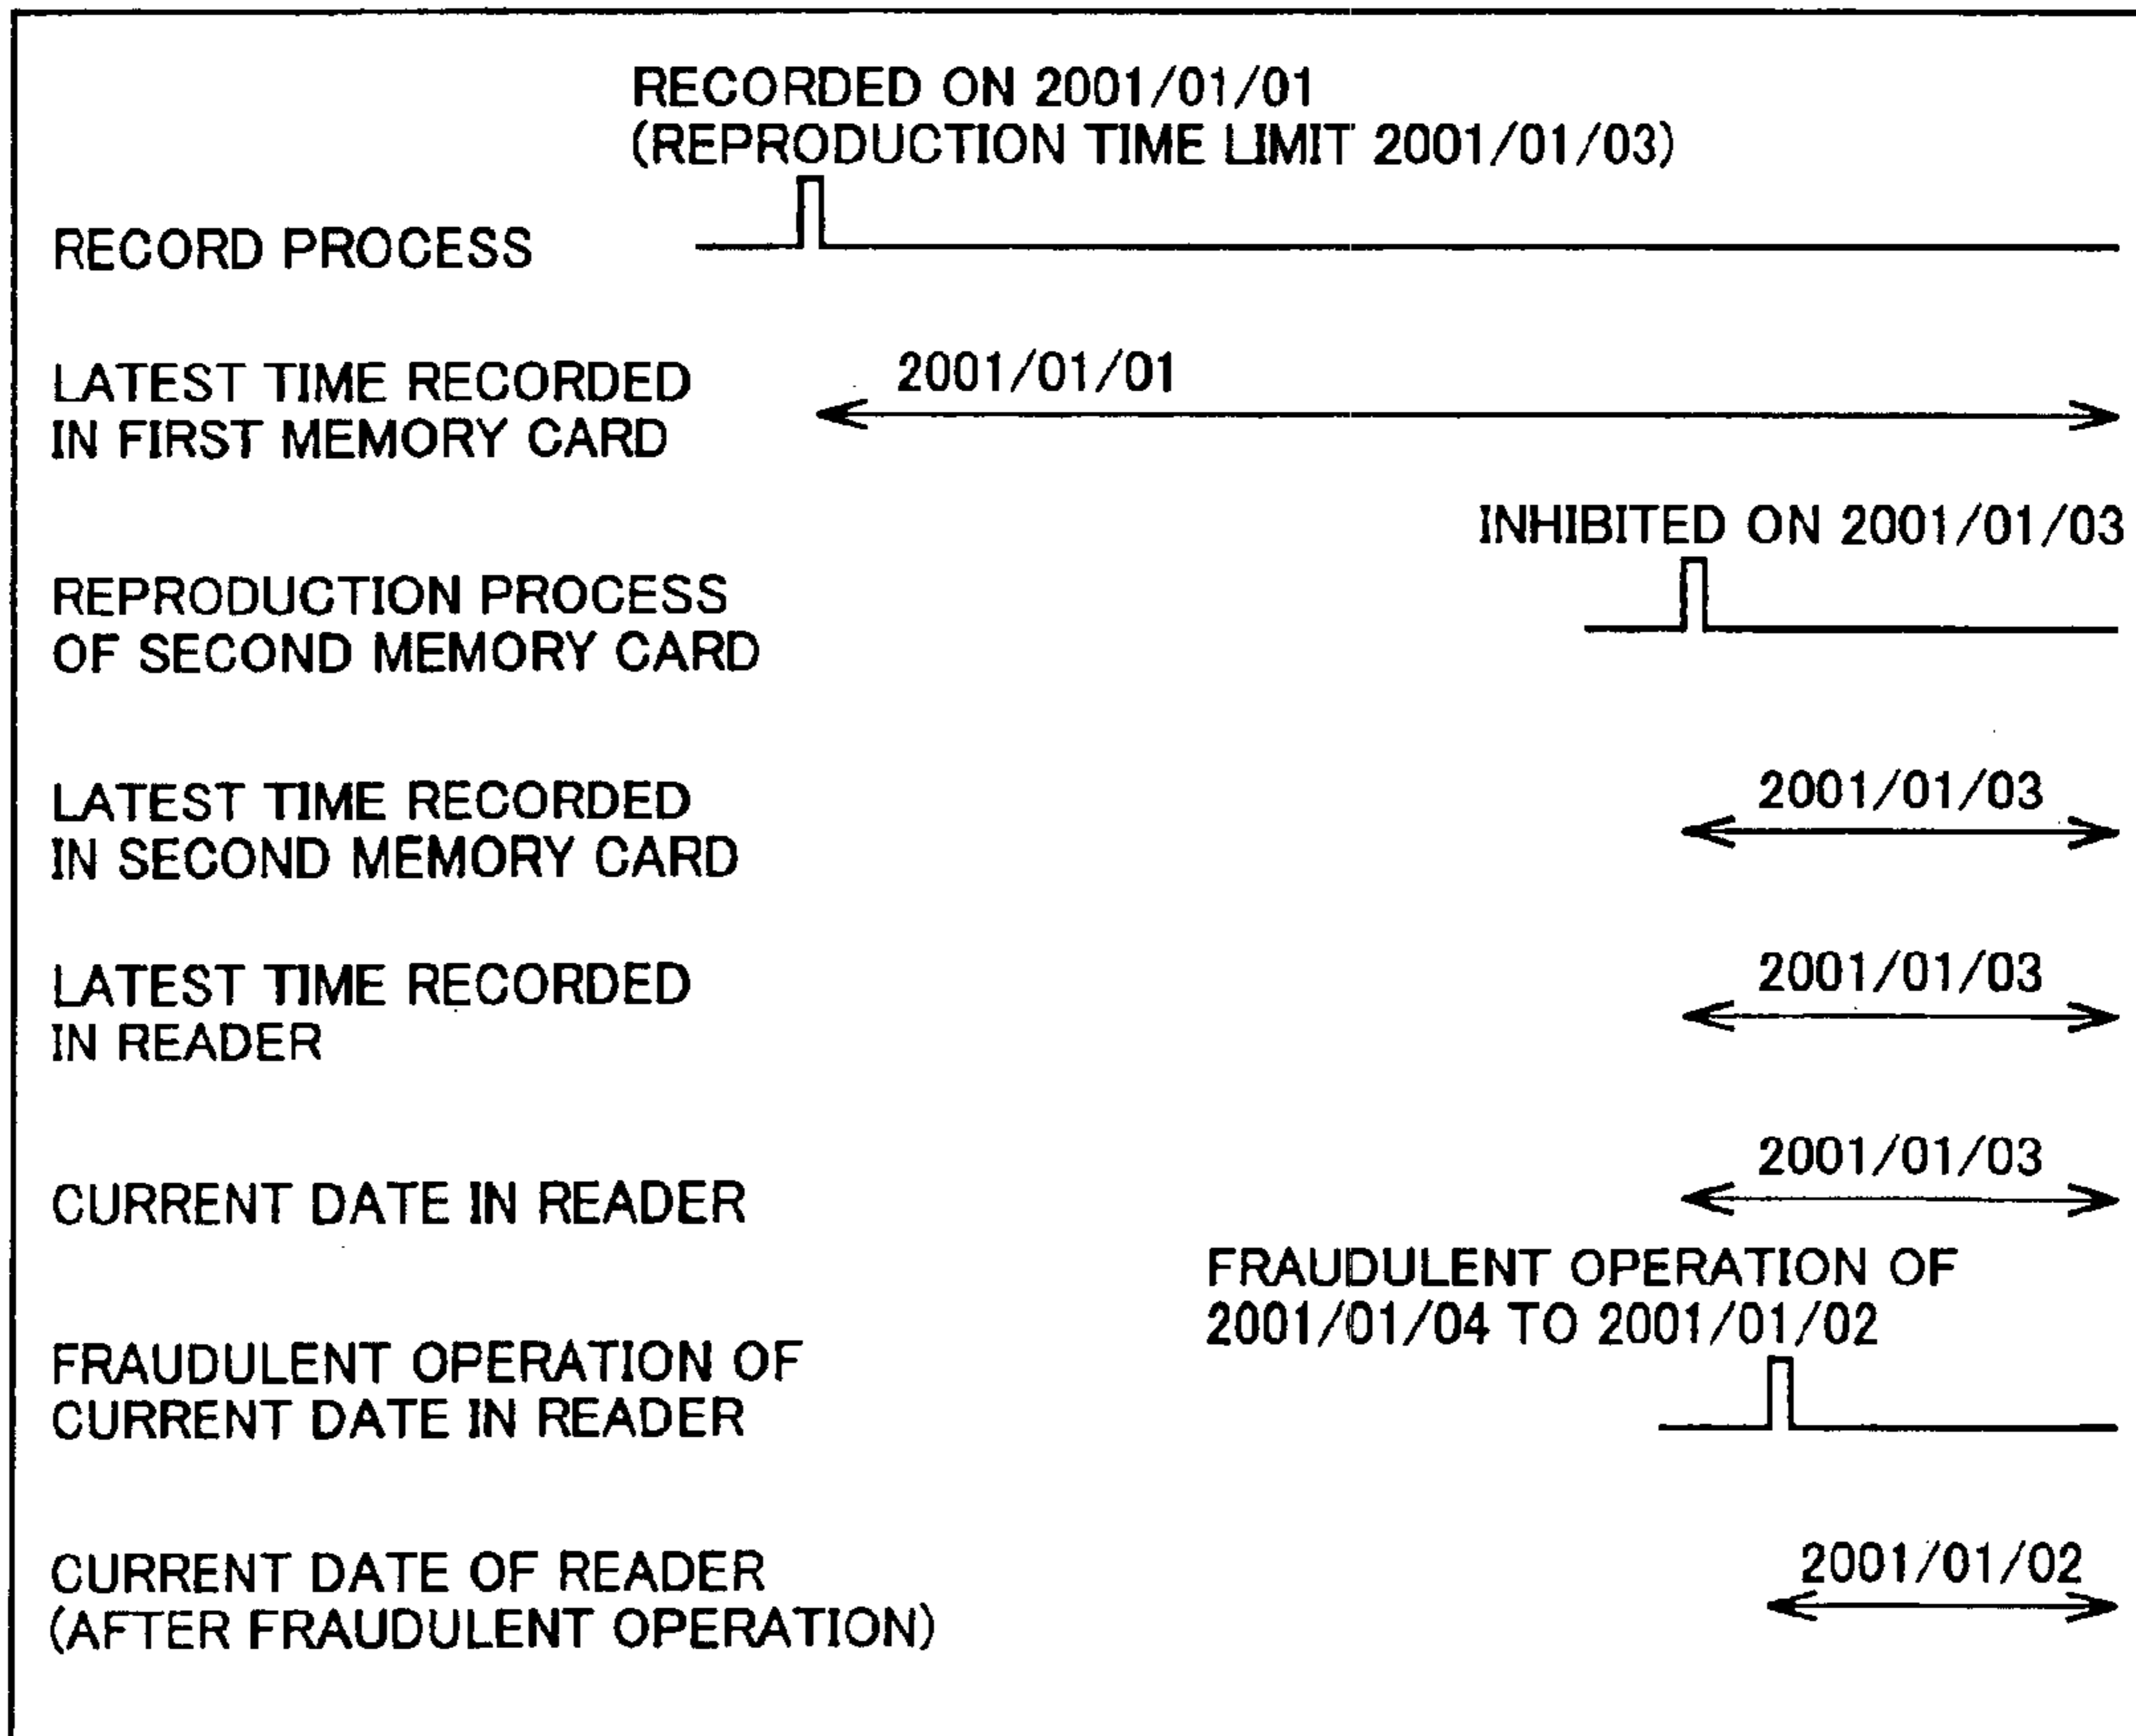 RECORDED ON 2001/01/01
(REPRODUCTION TIME LIMIT 2001/01/03)
RECORD PROCESS
2001/01/01
LATEST TIME RECORDED
IN FIRST MEMORY CARD
INHIBITED ON 2001/01/03
REPRODUCTION PROCESS
OF SECOND MEMORY CARD
2001/01/03
LATEST TIME RECORDED
IN SECOND MEMORY CARD
2001/01/03
LATEST TIME RECORDED
IN READER
2001/01/03
CURRENT DATE IN READER
FRAUDULENT OPERATION OF
2001/01/04 TO 2001/01/02
FRAUDULENT OPERATION OF
CURRENT DATE IN READER
2001/01/02
CURRENT DATE OF READER
(AFTER FRAUDULENT OPERATION)